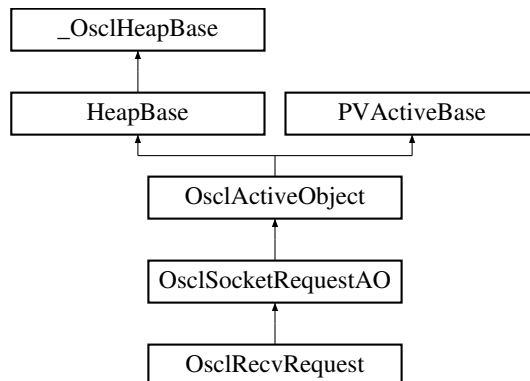 _OsclHeapBase
HeapBase
PVActiveBase
OsclActiveObject
OsclSocketRequestAO
OsclRecvRequest